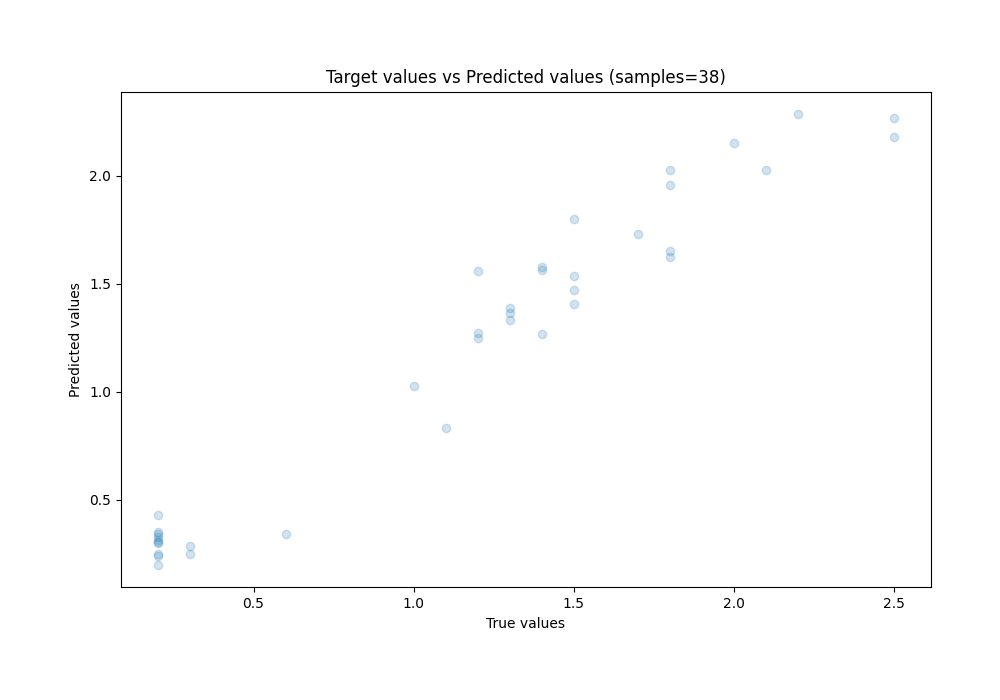 Target values vs Predicted values (samples=38)
Predicted values
2.0
1.5
1.0
0.5
0.5 1.0 1.5 2.0 2.5
True values